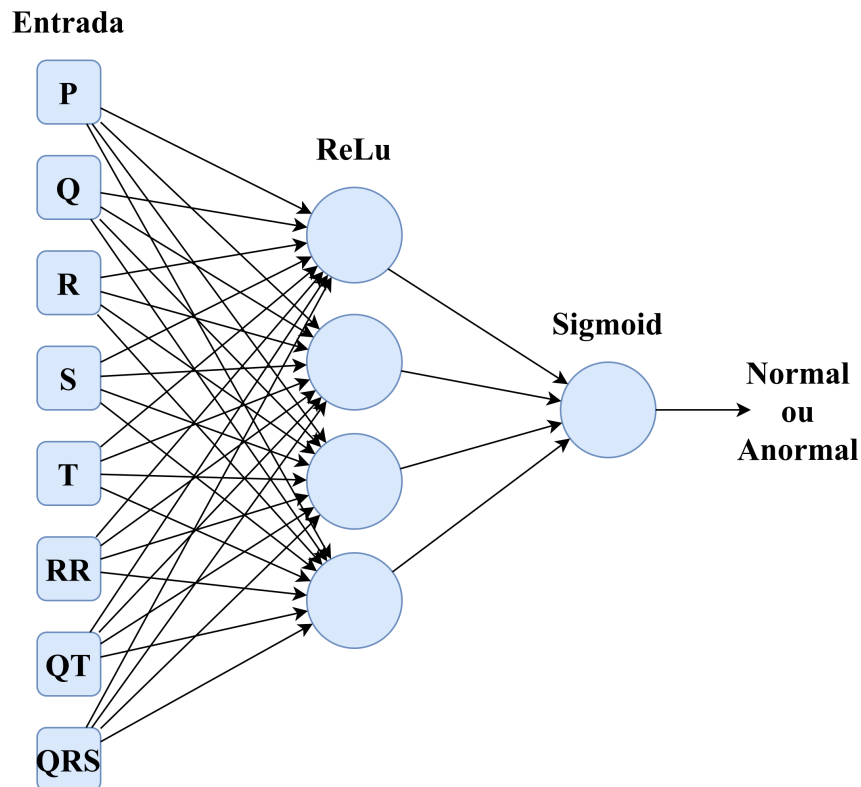 Entrada
P
Q
R
S
T
RR
QT
QRS
ReLu
Sigmoid
Normal
ou
Anormal